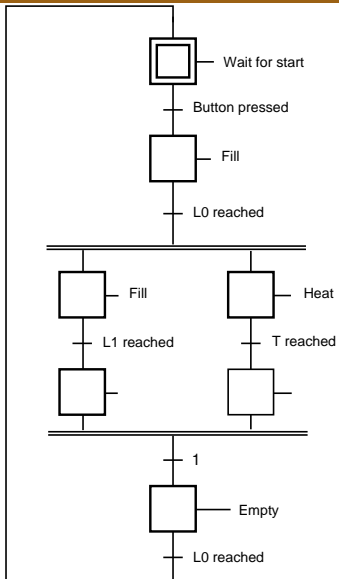 Wait for start
Button pressed
Fill
L0 reached
Fill
Heat
L1 reached
T reached
1
Empty
L0 reached